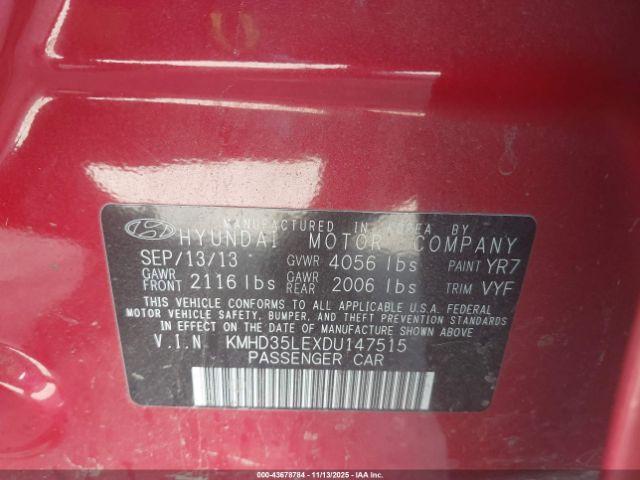 MANUFACTURED IN KOREA BY
HYUNDAI MOTOR COMPANY
SEP/13/13 GVWR 4056 lbs PAINT YR7
GAWR FRONT 2116 lbs GAWR REAR 2006 lbs TRIM VYF
THIS VEHICLE CONFORMS TO ALL APPLICABLE U.S.A. FEDERAL
MOTOR VEHICLE SAFETY, BUMPER, AND THEFT PREVENTION STANDARDS
IN EFFECT ON THE DATE OF MANUFACTURE SHOWN ABOVE.
V.I.N KMHD35LEXDU147515
PASSENGER CAR
IAA 00-43678784 | 11/13/2025 | © IAA, Inc.